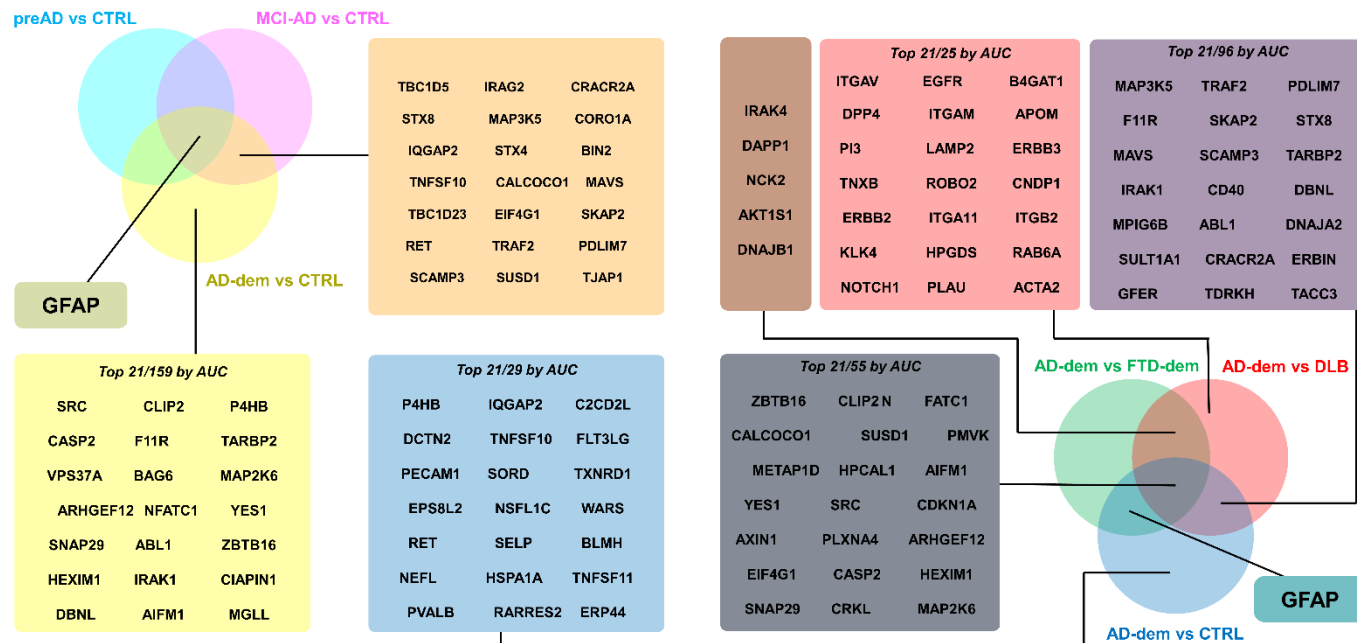 preAD vs CTRL
MCI-AD vs CTRL
AD-dem vs CTRL
GFAP
TBC1D5 IRAG2 CRACR2A
STX8 MAP3K5 CORO1A
IQGAP2 STX4 BIN2
TNFSF10 CALCOCO1 MAVS
TBC1D23 EIF4G1 SKAP2
RET TRAF2 PDLIM7
SCAMP3 SUSD1 TJAP1
Top 21/159 by AUC
SRC CLIP2 P4HB
CASP2 F11R TARBP2
VPS37A BAG6 MAP2K6
ARHGEF12 NFATC1 YES1
SNAP29 ABL1 ZBTB16
HEXIM1 IRAK1 CIAPIN1
DBNL AIFM1 MGLL
Top 21/29 by AUC
P4HB IQGAP2 C2CD2L
DCTN2 TNFSF10 FLT3LG
PECAM1 SORD TXNRD1
EPS8L2 NSFL1C WARS
RET SELP BLMH
NEFL HSPA1A TNFSF11
PVALB RARRES2 ERP44
IRAK4
DAPP1
NCK2
AKT1S1
DNAJB1
Top 21/25 by AUC
ITGAV EGFR B4GAT1
DPP4 ITGAM APOM
PI3 LAMP2 ERBB3
TNXB ROBO2 CNDP1
ERBB2 ITGA11 ITGB2
KLK4 HPGDS RAB6A
NOTCH1 PLAU ACTA2
Top 21/96 by AUC
MAP3K5 TRAF2 PDLIM7
F11R SKAP2 STX8
MAVS SCAMP3 TARBP2
IRAK1 CD40 DBNL
MPIG6B ABL1 DNAJA2
SULT1A1 CRACR2A ERBIN
GFER TDRKH TACC3
Top 21/55 by AUC
ZBTB16 CLIP2 N FATC1
CALCOCO1 SUSD1 PMVK
METAP1D HPCAL1 AIFM1
YES1 SRC CDKN1A
AXIN1 PLXNA4 ARHGEF12
EIF4G1 CASP2 HEXIM1
SNAP29 CRKL MAP2K6
AD-dem vs FTD-dem
AD-dem vs DLB
GFAP
AD-dem vs CTRL